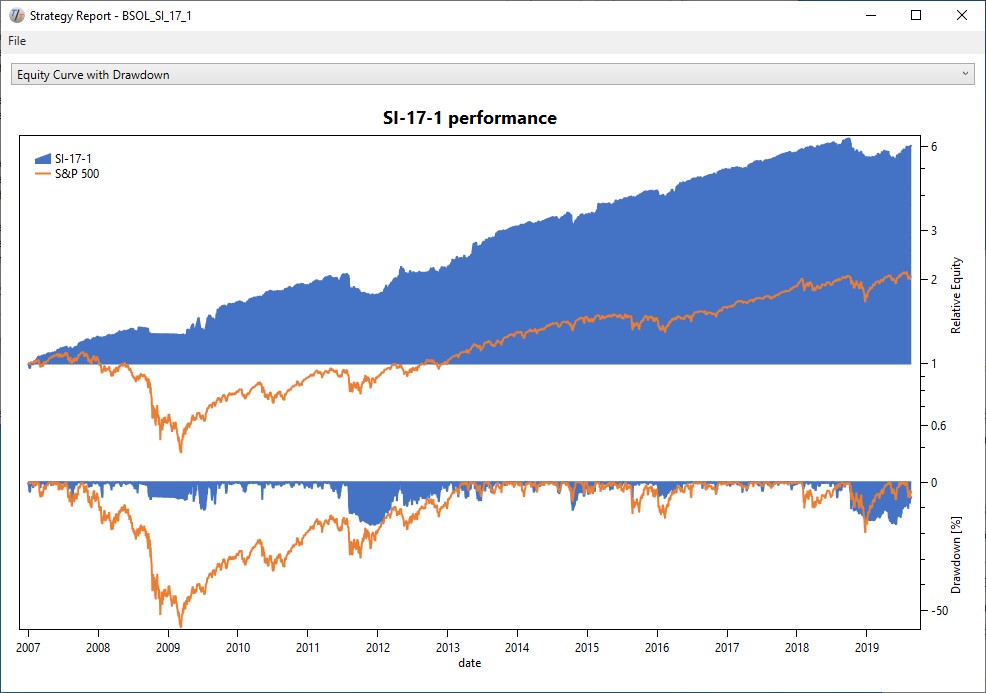 Strategy Report - BSOL_SI_17_1
File
Equity Curve with Drawdown
SI-17-1 performance
SI-17-1
S&P 500
6
3
2
1
0.6
Relative Equity
0
-50
Drawdown [%]
2007 2008 2009 2010 2011 2012 2013 2014 2015 2016 2017 2018 2019
date